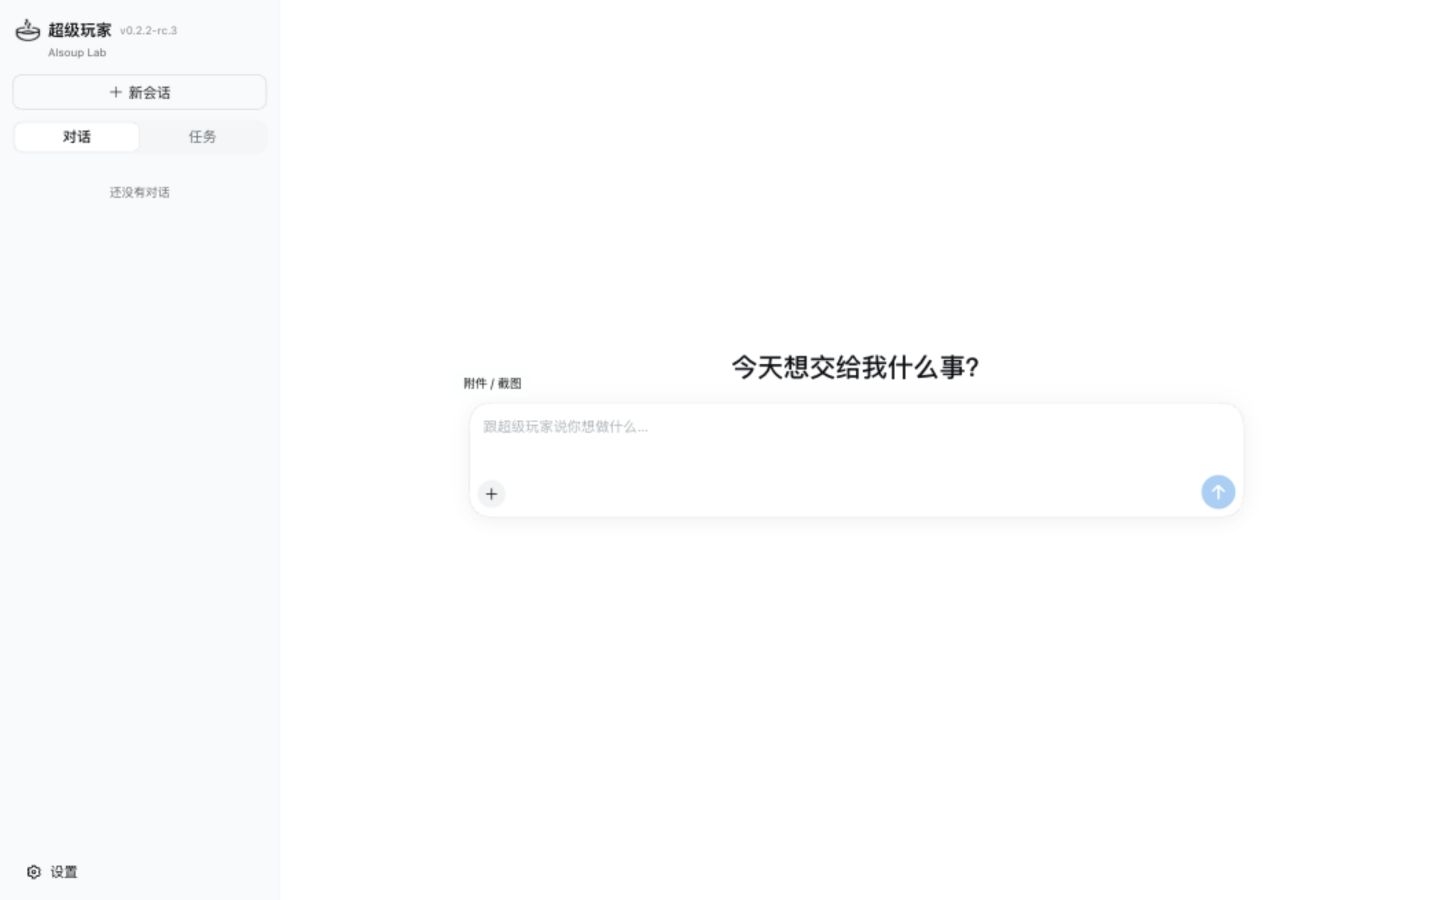 超级玩家 v0.2.2-rc.3
AIsoup Lab
新会话
对话 任务
还没有对话
今天想交给我什么事?
附件 / 截图
跟超级玩家说你想做什么...
设置